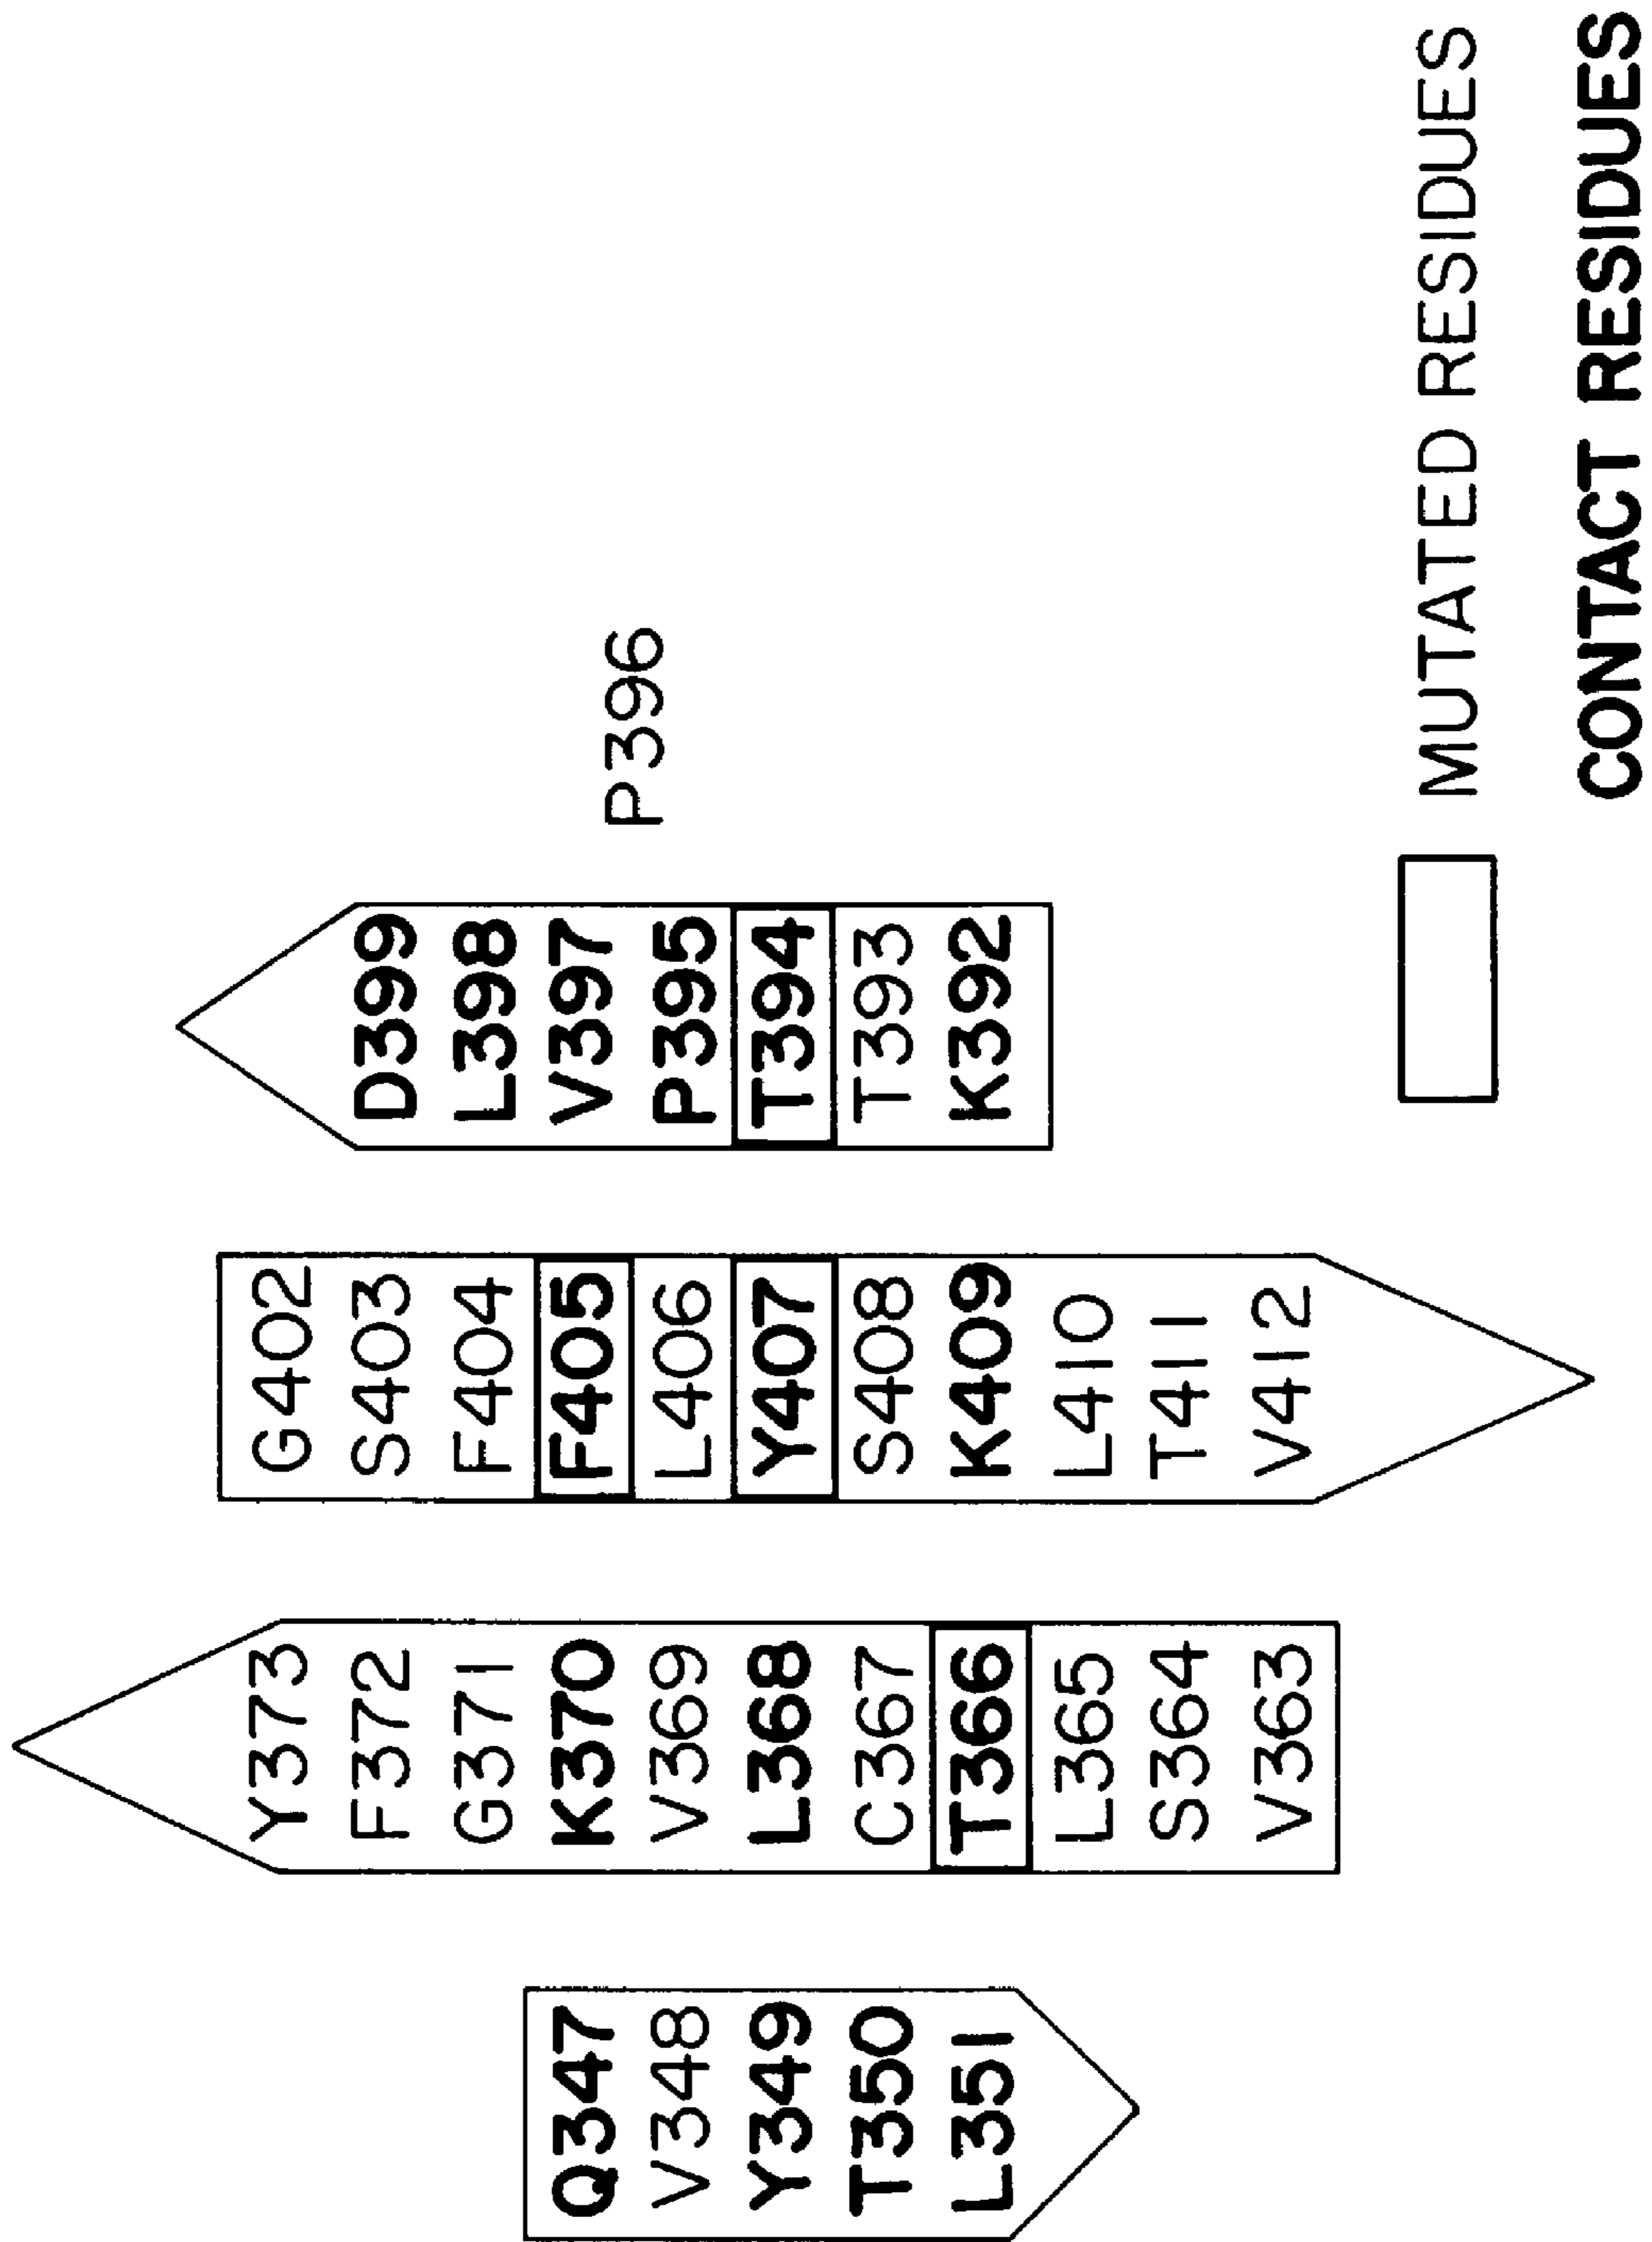 Q347
V348
Y349
T350
L351
Y373
F372
G371
K370
V369
L368
C367
T366
L365
S364
V363
G402
S403
F404
F405
L406
Y407
S408
K409
L410
T411
V412
D399
L398
V397
P395
T394
T393
K392
P396
MUTATED RESIDUES
CONTACT RESIDUES